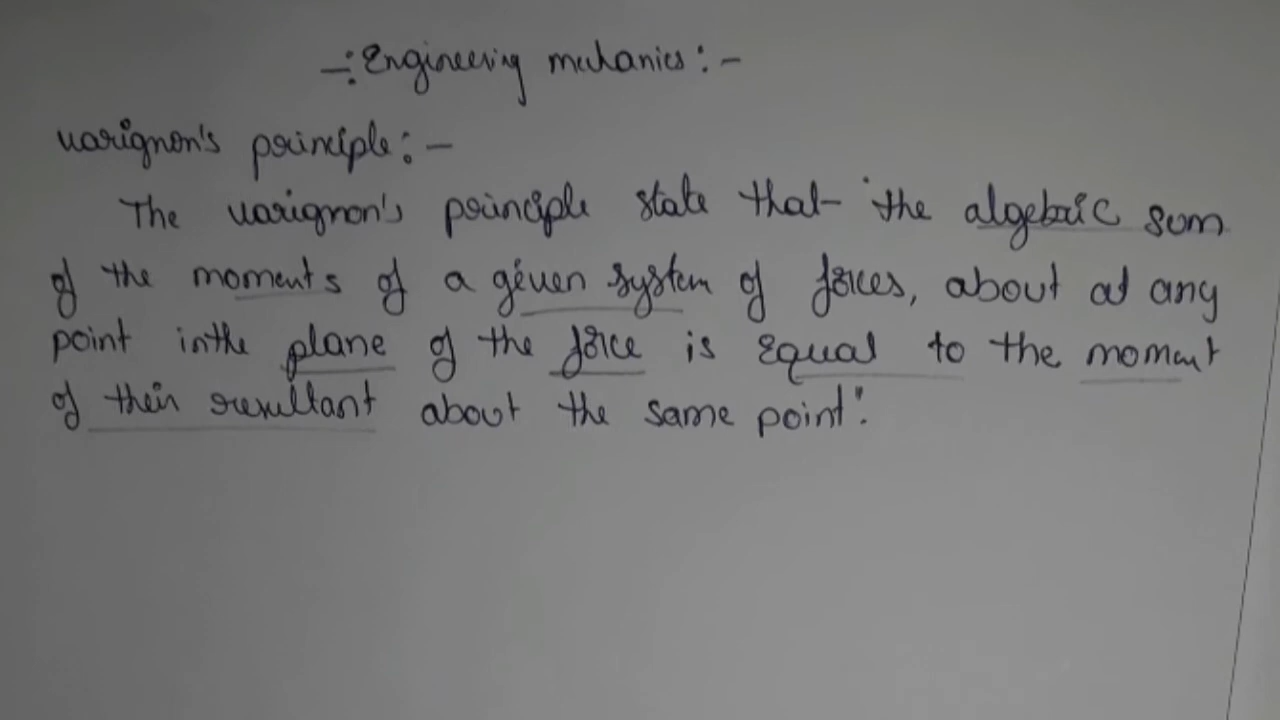 -: Engineering mechanics :-
varignon's principle :-
The varignon's principle state that "the algebric sum
of the moments of a given system of forces, about at any
point in the plane of the force is equal to the moment
of their resultant about the same point".